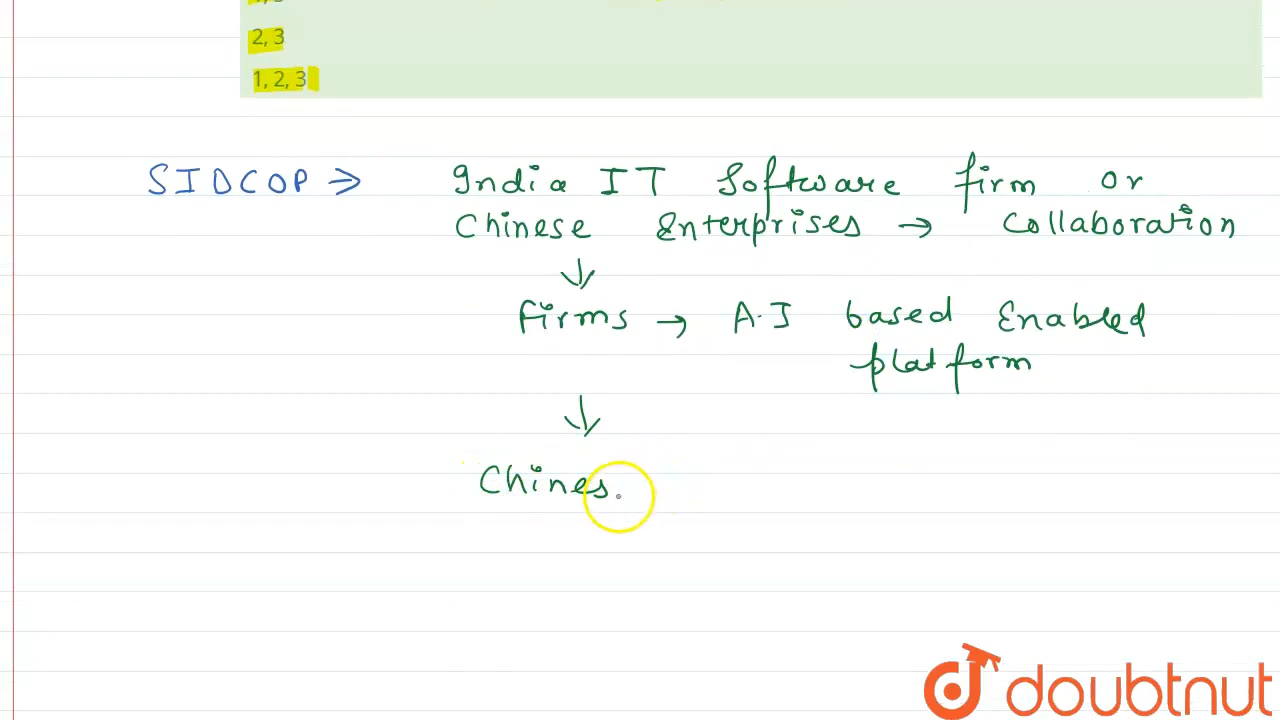 2, 3
1, 2, 3
SIDCOP ⇒ India IT Software firm or
Chinese Enterprises → Collaboration
↓
Firms → A.I based Enabled
platform
↓
Chines
doubtnut